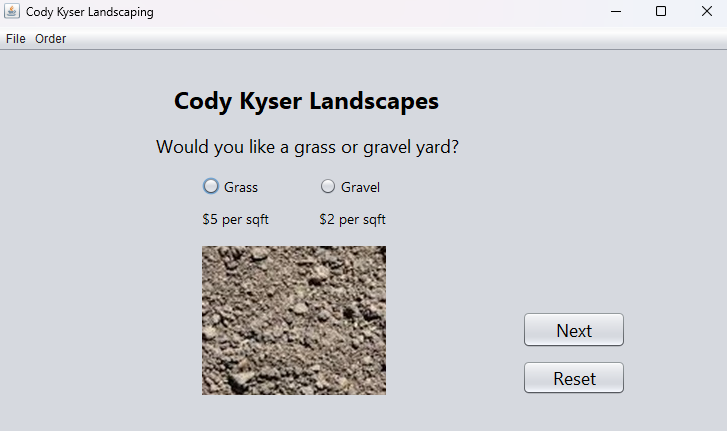 Cody Kyser Landscaping
File Order
Cody Kyser Landscapes
Would you like a grass or gravel yard?
Grass Gravel
$5 per sqft $2 per sqft
Next
Reset